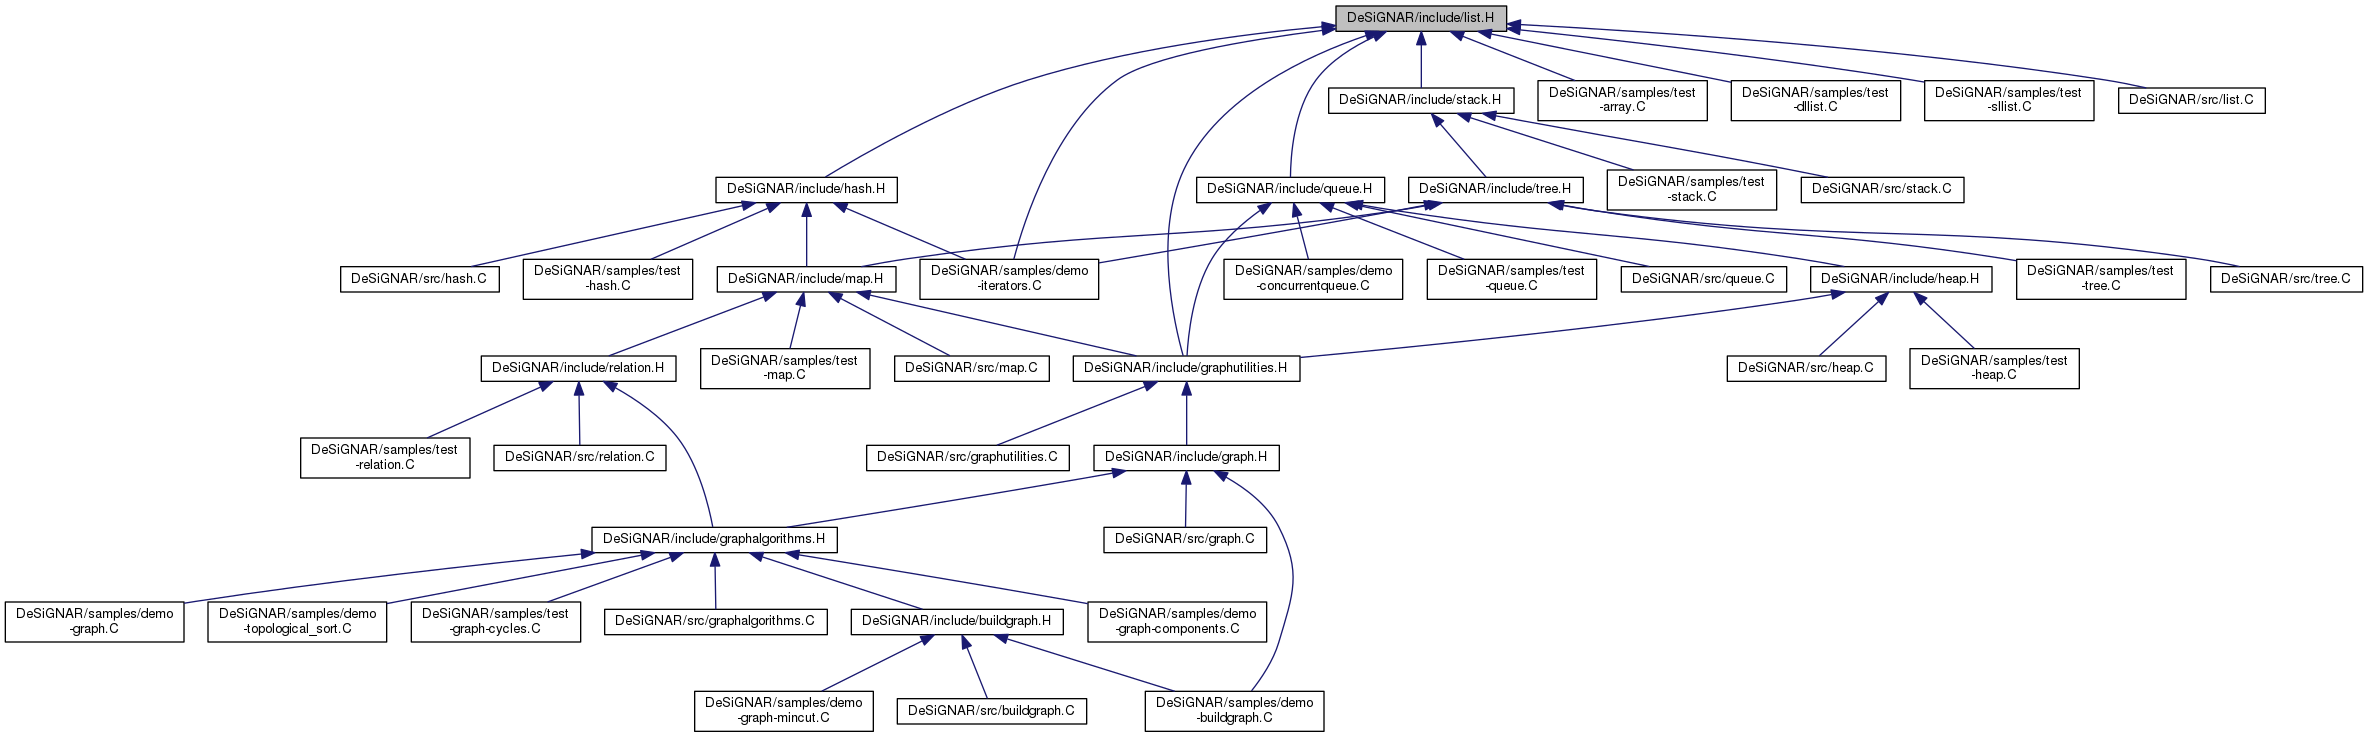 DeSiGNAR/include/list.H
DeSiGNAR/include/stack.H
DeSiGNAR/samples/test
-array.C
DeSiGNAR/samples/test
-dllist.C
DeSiGNAR/samples/test
-sllist.C
DeSiGNAR/src/list.C
DeSiGNAR/include/hash.H
DeSiGNAR/include/queue.H
DeSiGNAR/include/tree.H
DeSiGNAR/samples/test
-stack.C
DeSiGNAR/src/stack.C
DeSiGNAR/src/hash.C
DeSiGNAR/samples/test
-hash.C
DeSiGNAR/include/map.H
DeSiGNAR/samples/demo
-iterators.C
DeSiGNAR/samples/demo
-concurrentqueue.C
DeSiGNAR/samples/test
-queue.C
DeSiGNAR/src/queue.C
DeSiGNAR/include/heap.H
DeSiGNAR/samples/test
-tree.C
DeSiGNAR/src/tree.C
DeSiGNAR/include/relation.H
DeSiGNAR/samples/test
-map.C
DeSiGNAR/src/map.C
DeSiGNAR/include/graphutilities.H
DeSiGNAR/src/heap.C
DeSiGNAR/samples/test
-heap.C
DeSiGNAR/samples/test
-relation.C
DeSiGNAR/src/relation.C
DeSiGNAR/src/graphutilities.C
DeSiGNAR/include/graph.H
DeSiGNAR/include/graphalgorithms.H
DeSiGNAR/src/graph.C
DeSiGNAR/samples/demo
-graph.C
DeSiGNAR/samples/demo
-topological_sort.C
DeSiGNAR/samples/test
-graph-cycles.C
DeSiGNAR/src/graphalgorithms.C
DeSiGNAR/include/buildgraph.H
DeSiGNAR/samples/demo
-graph-components.C
DeSiGNAR/samples/demo
-graph-mincut.C
DeSiGNAR/src/buildgraph.C
DeSiGNAR/samples/demo
-buildgraph.C